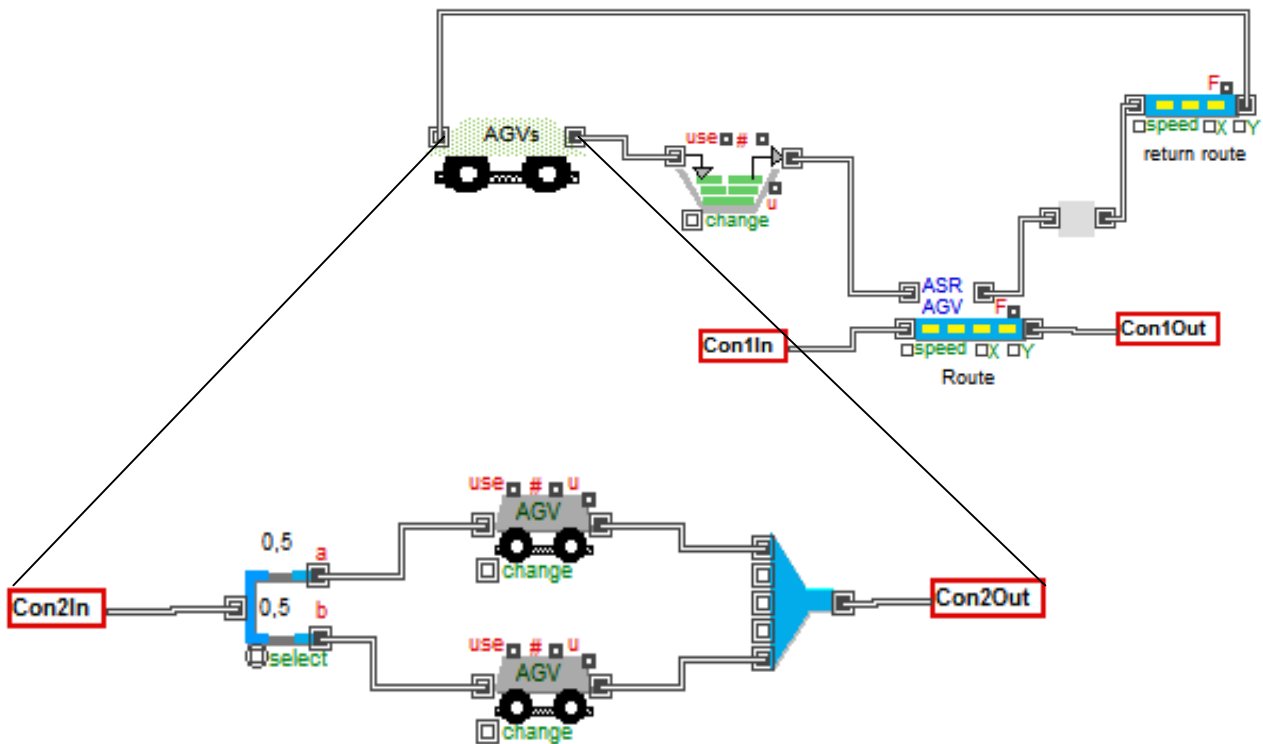 F
speed X Y
return route
AGVs
use #
u
change
ASR
AGV
F
Con1In
Con1Out
speed X Y
Route
use # u
AGV
change
0,5
a
0,5
b
select
Con2In
Con2Out
use # u
AGV
change